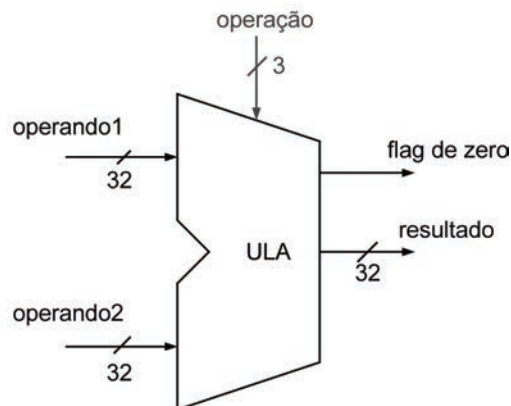 operação
3
operando1
32
flag de zero
resultado
ULA
32
operando2
32